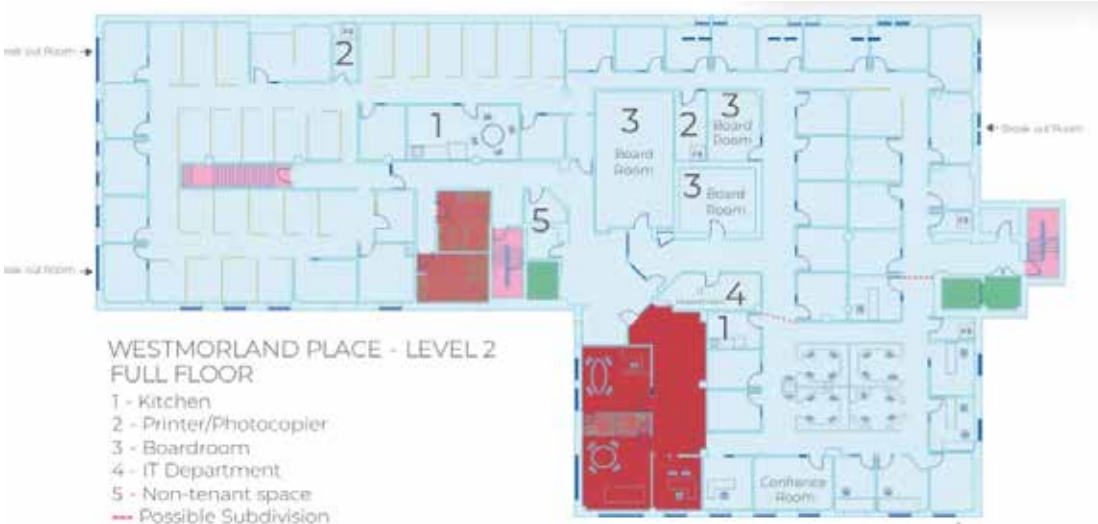 2
1
3
Board
Room
2
3
Board
Room
3
Board
Room
Break out Room
5
4
1
Conference
Room
WESTMORLAND PLACE - LEVEL 2
FULL FLOOR
1 - Kitchen
2 - Printer/Photocopier
3 - Boardroom
4 - IT Department
5 - Non-tenant space
Possible Subdivision